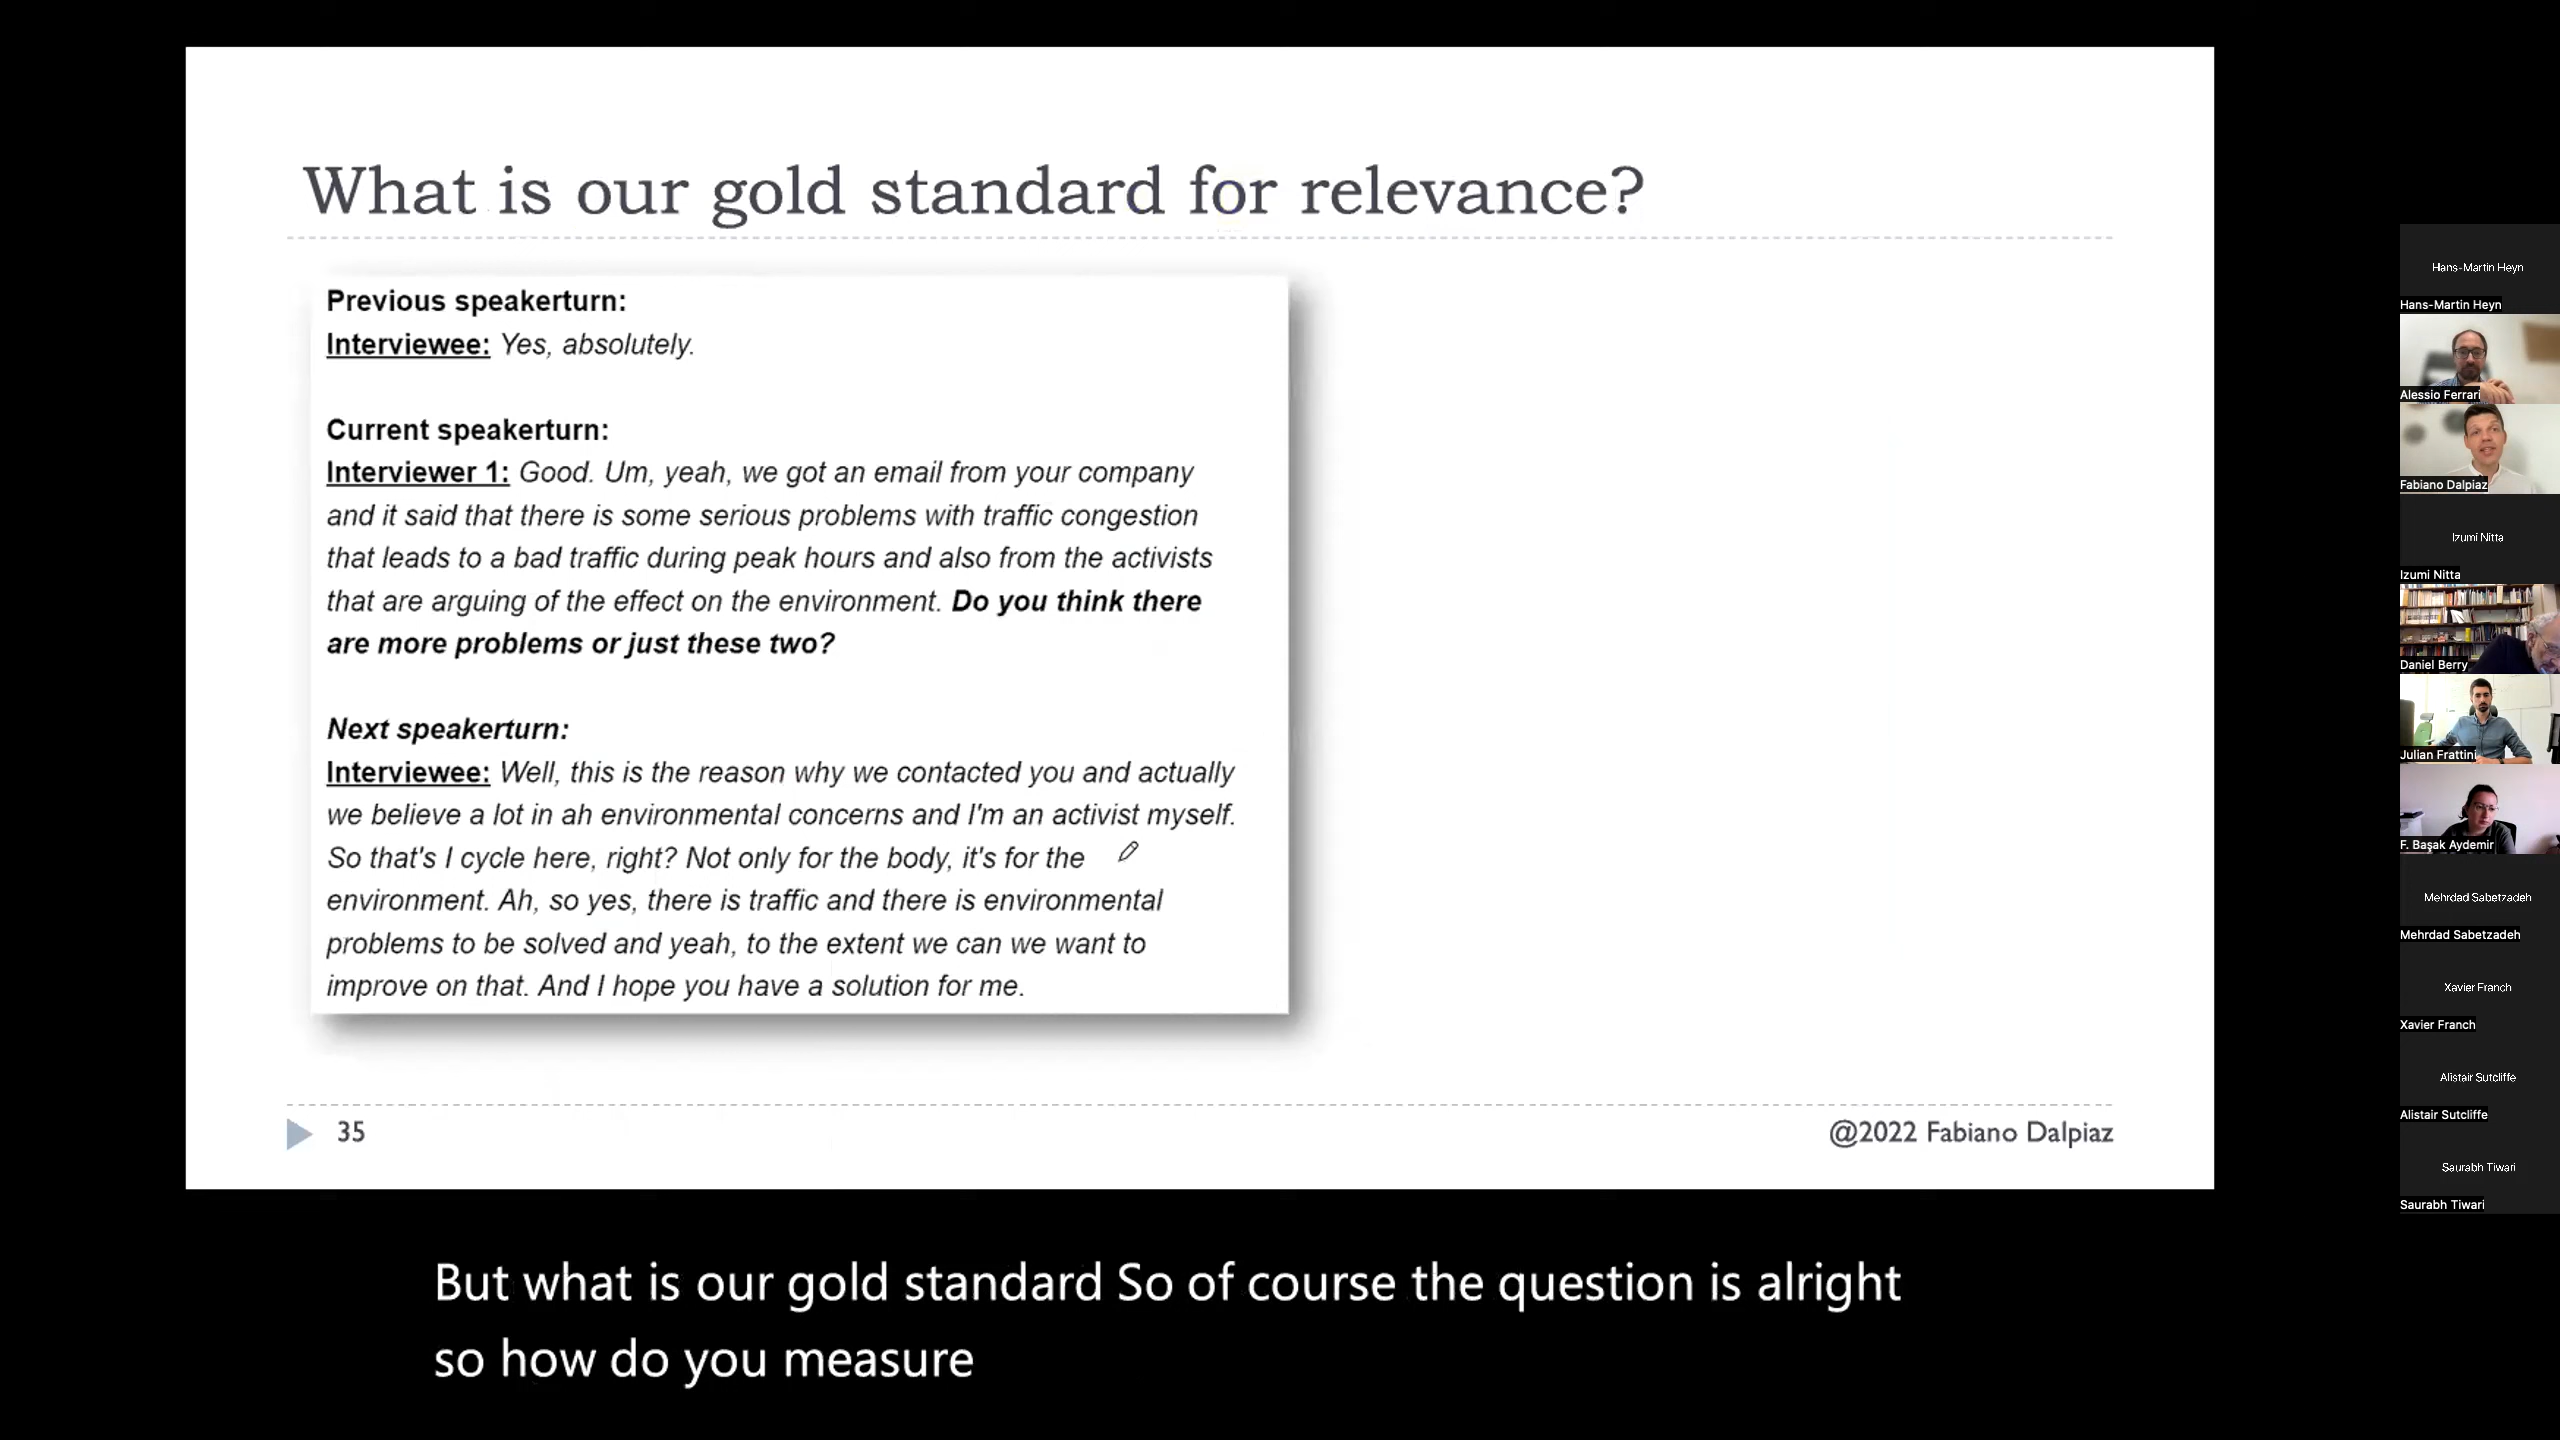 What is our gold standard for relevance?
Previous speakerturn:
Interviewee: Yes, absolutely.
Current speakerturn:
Interviewer 1: Good. Um, yeah, we got an email from your company
and it said that there is some serious problems with traffic congestion
that leads to a bad traffic during peak hours and also from the activists
that are arguing of the effect on the environment. Do you think there
are more problems or just these two?
Next speakerturn:
Interviewee: Well, this is the reason why we contacted you and actually
we believe a lot in ah environmental concerns and I'm an activist myself.
So that's I cycle here, right? Not only for the body, it's for the
environment. Ah, so yes, there is traffic and there is environmental
problems to be solved and yeah, to the extent we can we want to
improve on that. And I hope you have a solution for me.
35
@2022 Fabiano Dalpiaz
But what is our gold standard So of course the question is alright
so how do you measure
Hans-Martin Heyn
Hans-Martin Heyn
Alessio Ferrari
Fabiano Dalpiaz
Izumi Nitta
Izumi Nitta
Daniel Berry
Julian Frattini
F. Başak Aydemir
Mehrdad Sabetzadeh
Mehrdad Sabetzadeh
Xavier Franch
Xavier Franch
Alistair Sutcliffe
Alistair Sutcliffe
Saurabh Tiwari
Saurabh Tiwari